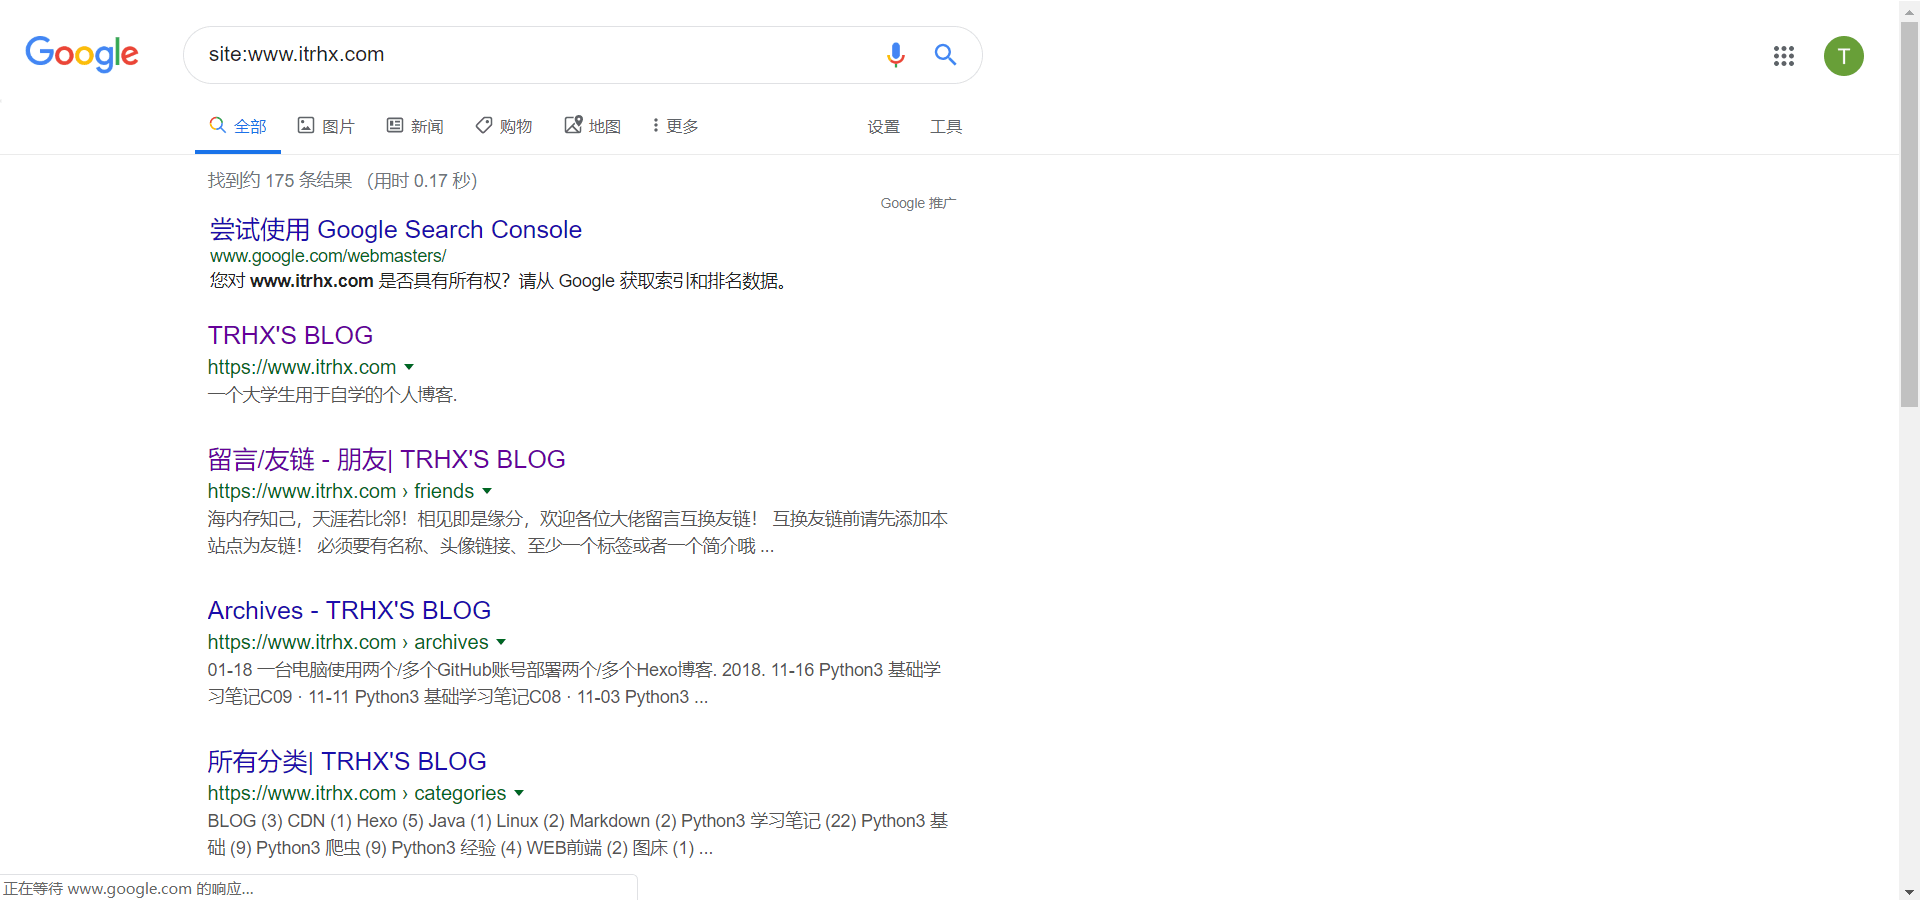 Google
site:www.itrhx.com
T
全部 图片 新闻 购物 地图 更多 设置 工具
找到约 175 条结果 （用时 0.17 秒）
Google 推广
尝试使用 Google Search Console
www.google.com/webmasters/
您对 www.itrhx.com 是否具有所有权？请从 Google 获取索引和排名数据。
TRHX'S BLOG
https://www.itrhx.com
一个大学生用于自学的个人博客.
留言/友链 - 朋友| TRHX'S BLOG
https://www.itrhx.com › friends
海内存知己，天涯若比邻！相见即是缘分，欢迎各位大佬留言互换友链！ 互换友链前请先添加本
站点为友链！ 必须要有名称、头像链接、至少一个标签或者一个简介哦 ...
Archives - TRHX'S BLOG
https://www.itrhx.com › archives
01-18 一台电脑使用两个/多个GitHub账号部署两个/多个Hexo博客. 2018. 11-16 Python3 基础学
习笔记C09 · 11-11 Python3 基础学习笔记C08 · 11-03 Python3 ...
所有分类| TRHX'S BLOG
https://www.itrhx.com › categories
BLOG (3) CDN (1) Hexo (5) Java (1) Linux (2) Markdown (2) Python3 学习笔记 (22) Python3 基
础 (9) Python3 爬虫 (9) Python3 经验 (4) WEB前端 (2) 图床 (1) ...
正在等待 www.google.com 的响应...